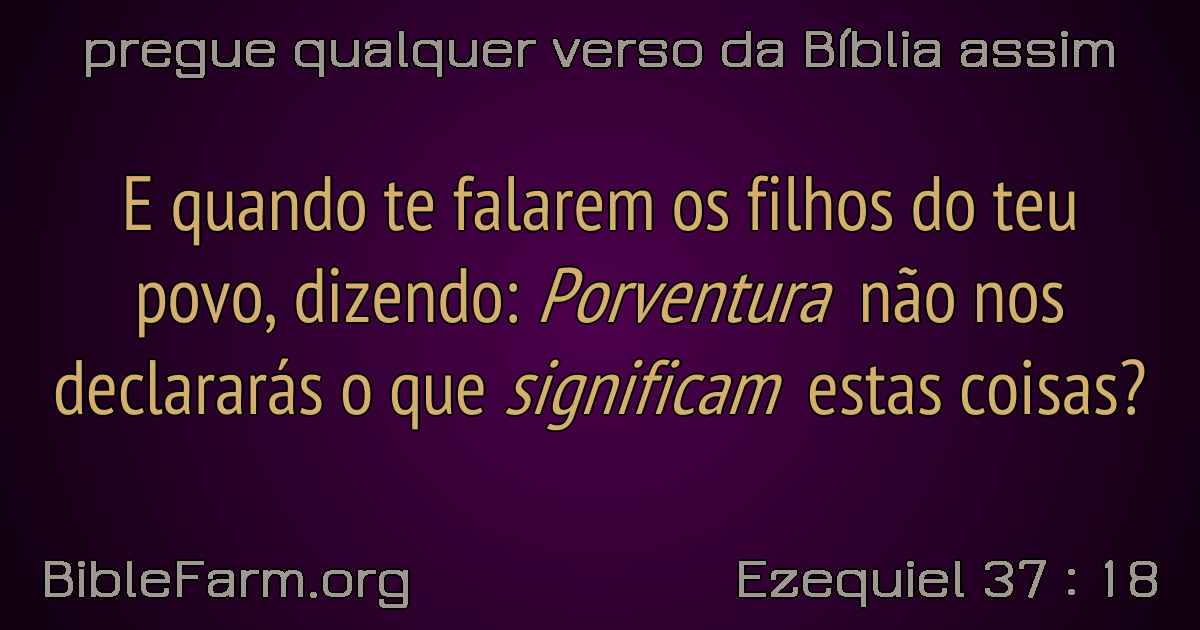 pregue qualquer verso da Bíblia assim
E quando te falarem os filhos do teu
povo, dizendo: Porventura não nos
declararás o que significam estas coisas?
BibleFarm.org
Ezequiel 37 : 18